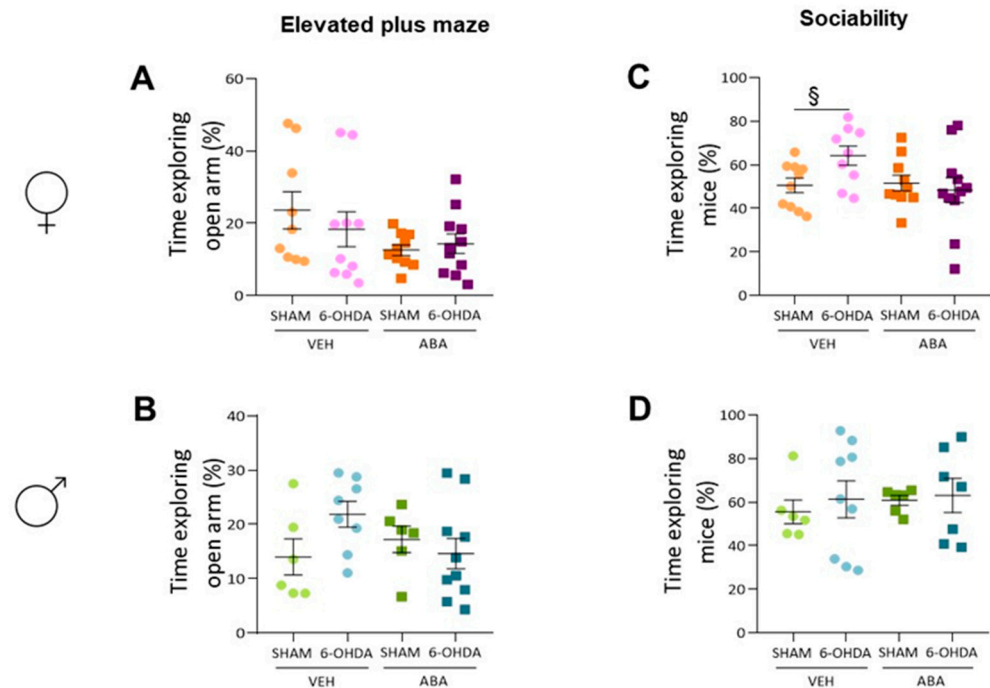 Elevated plus maze
Sociability
A
Time exploring
open arm (%)
60
40
20
0
SHAM 6-OHDA SHAM 6-OHDA
VEH ABA
C
Time exploring
mice (%)
100
80
60
40
20
0
§
SHAM 6-OHDA SHAM 6-OHDA
VEH ABA
B
Time exploring
open arm (%)
40
30
20
10
0
SHAM 6-OHDA SHAM 6-OHDA
VEH ABA
D
Time exploring
mice (%)
100
80
60
40
20
0
SHAM 6-OHDA SHAM 6-OHDA
VEH ABA